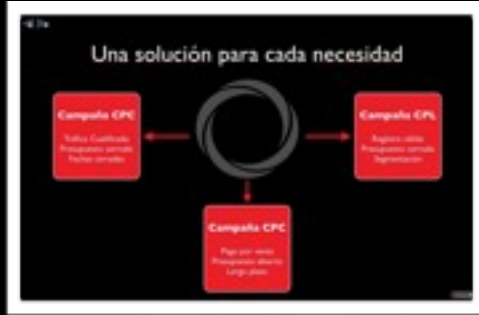 Una solución para cada necesidad
Campaña CPC
Tráfico Cualificado
Presupuesto cerrado
Fechas cerradas
Campaña CPL
Registro válido
Presupuesto cerrado
Segmentación
Campaña CPC
Pago por venta
Presupuesto abierto
Largo plazo